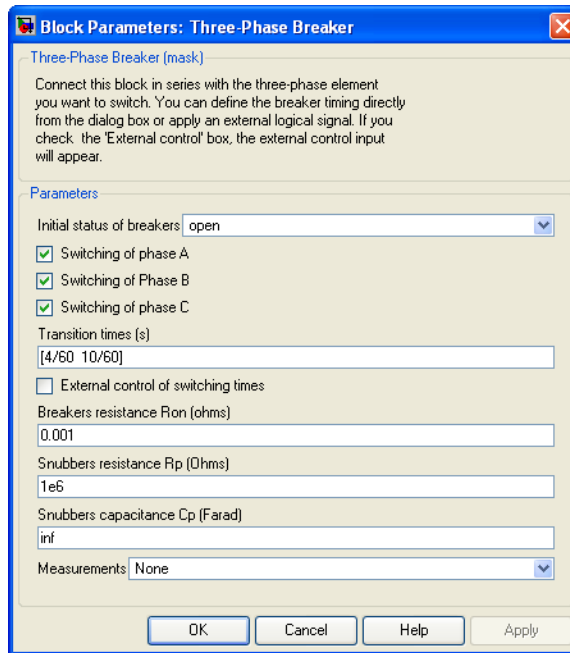 Block Parameters: Three-Phase Breaker
Three-Phase Breaker (mask)
Connect this block in series with the three-phase element
you want to switch. You can define the breaker timing directly
from the dialog box or apply an external logical signal. If you
check  the 'External control' box, the external control input
will appear.
Parameters
Initial status of breakers open
Switching of phase A
Switching of Phase B
Switching of phase C
Transition times (s)
[4/60  10/60]
External control of switching times
Breakers resistance Ron (ohms)
0.001
Snubbers resistance Rp (Ohms)
1e6
Snubbers capacitance Cp (Farad)
inf
Measurements None
OK Cancel Help Apply